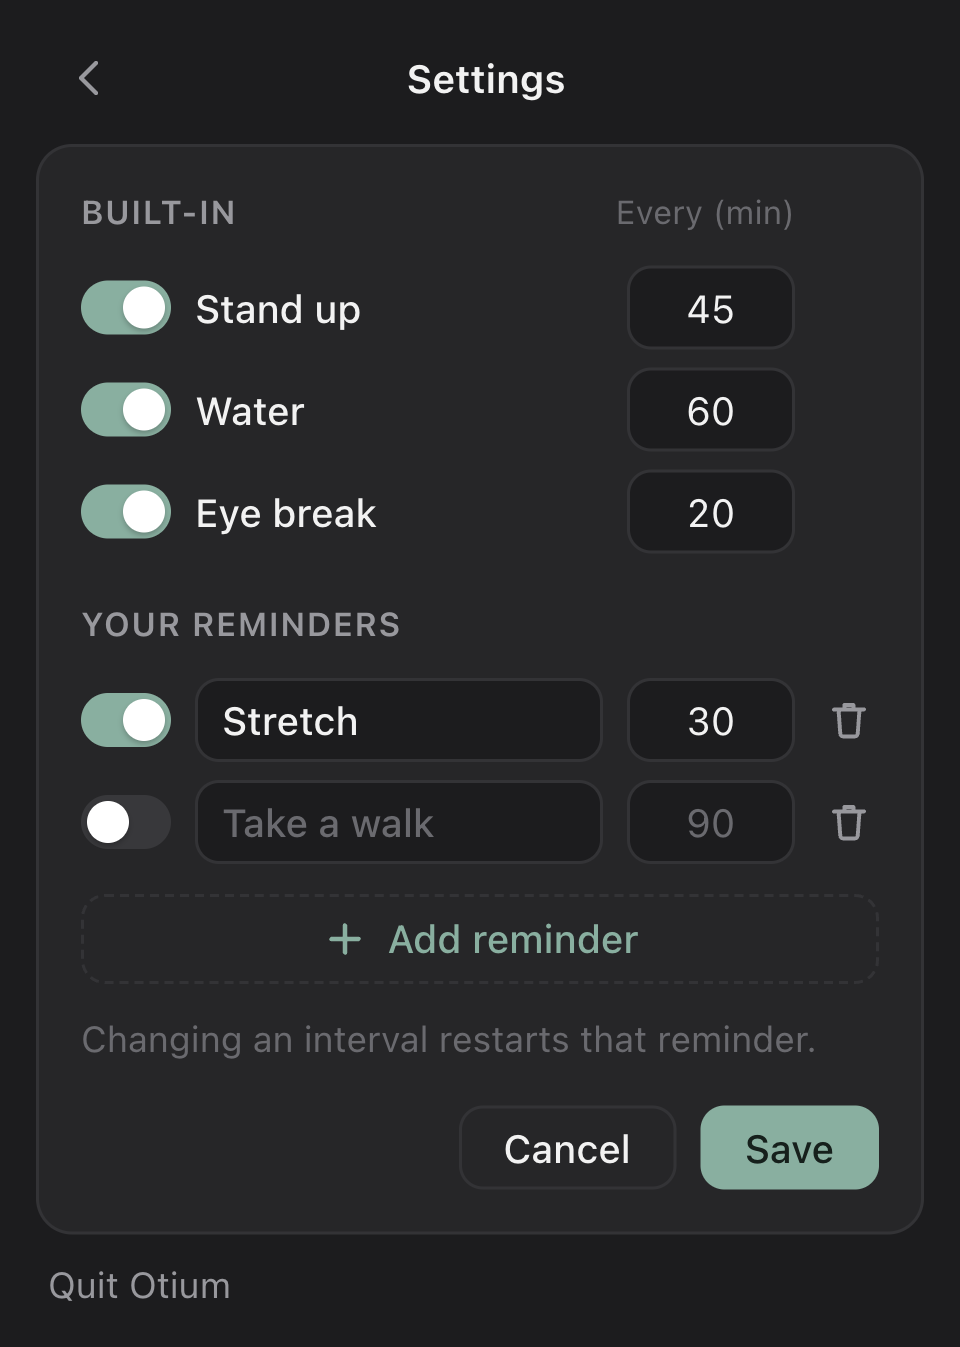 Settings
BUILT-IN Every (min)
Stand up 45
Water 60
Eye break 20
YOUR REMINDERS
Stretch 30
Take a walk 90
+ Add reminder
Changing an interval restarts that reminder.
Cancel Save
Quit Otium